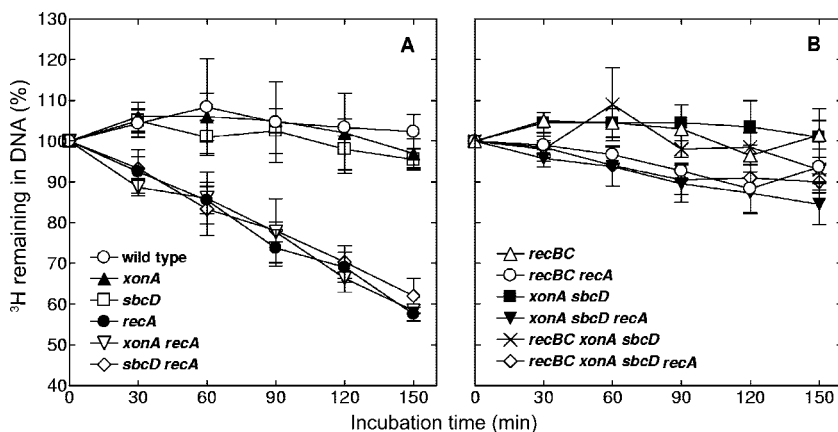 A
B
³H remaining in DNA (%)
130
120
110
100
90
80
70
60
50
40
wild type
xonA
sbcD
recA
xonA recA
sbcD recA
recBC
recBC recA
xonA sbcD
xonA sbcD recA
recBC xonA sbcD
recBC xonA sbcD recA
0 30 60 90 120 150
0 30 60 90 120 150
Incubation time (min)